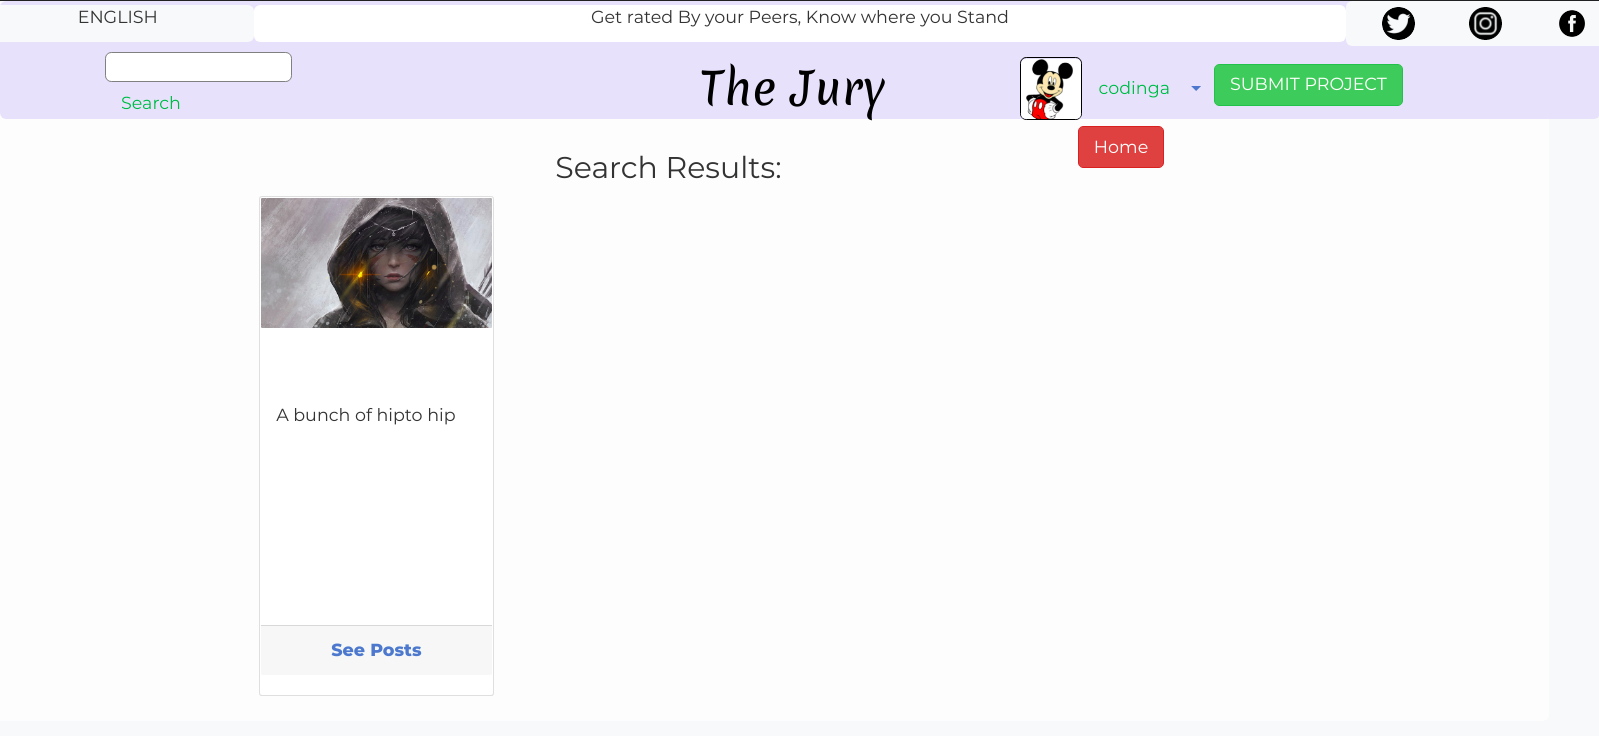 ENGLISH
Get rated By your Peers, Know where you Stand
Search
The Jury
codinga
SUBMIT PROJECT
Home
Search Results:
A bunch of hipto hip
See Posts